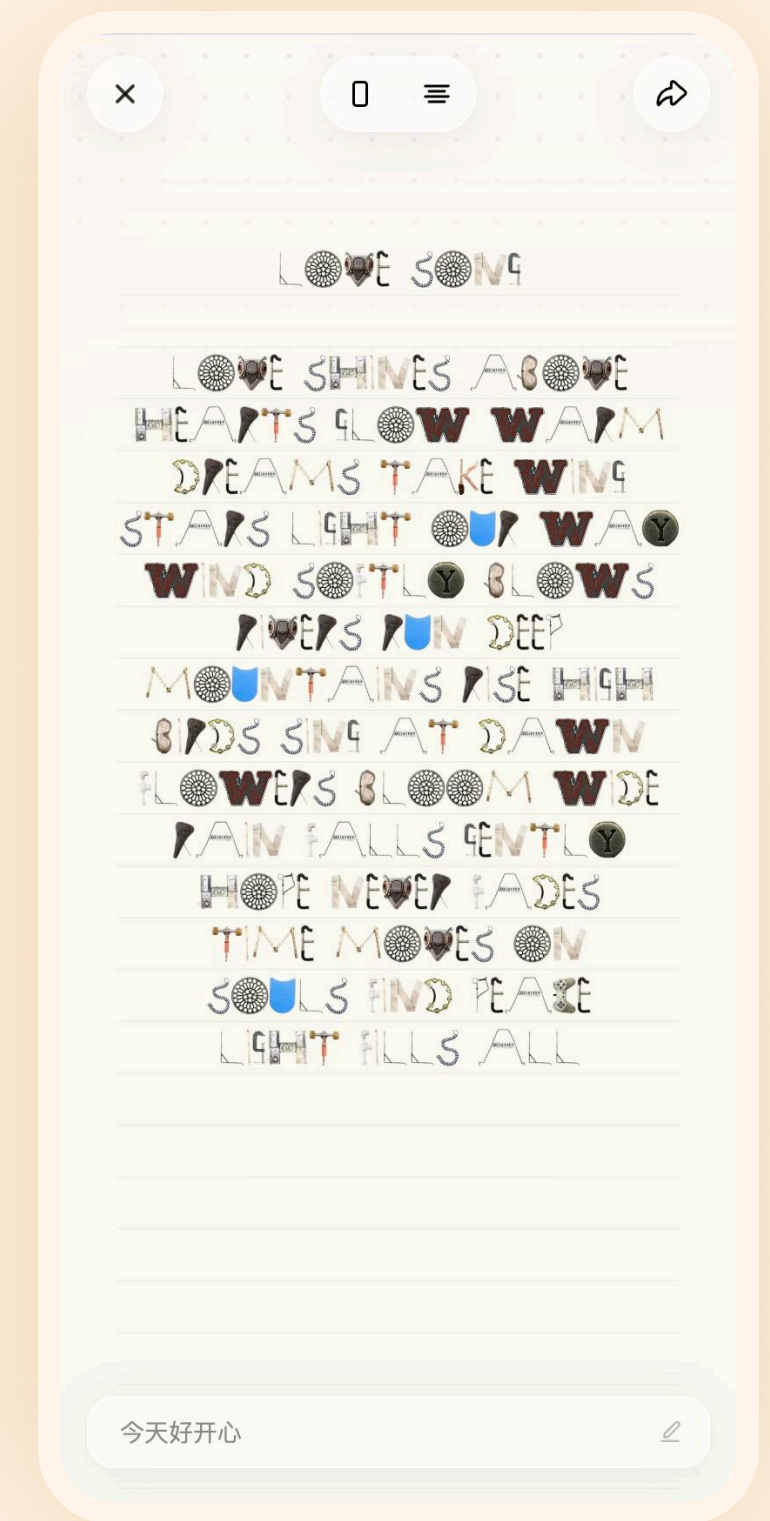 LOVE SONG
LOVE SHINES ABOVE
HEARTS GLOW WARM
DREAMS TAKE WING
STARS LIGHT OUR WAY
WIND SOFTLY BLOWS
RIVERS RUN DEEP
MOUNTAINS RISE HIGH
BIRDS SING AT DAWN
FLOWERS BLOOM WIDE
RAIN FALLS GENTLY
HOPE NEVER FADES
TIME MOVES ON
SOULS FIND PEACE
LIGHT FILLS ALL
今天好开心